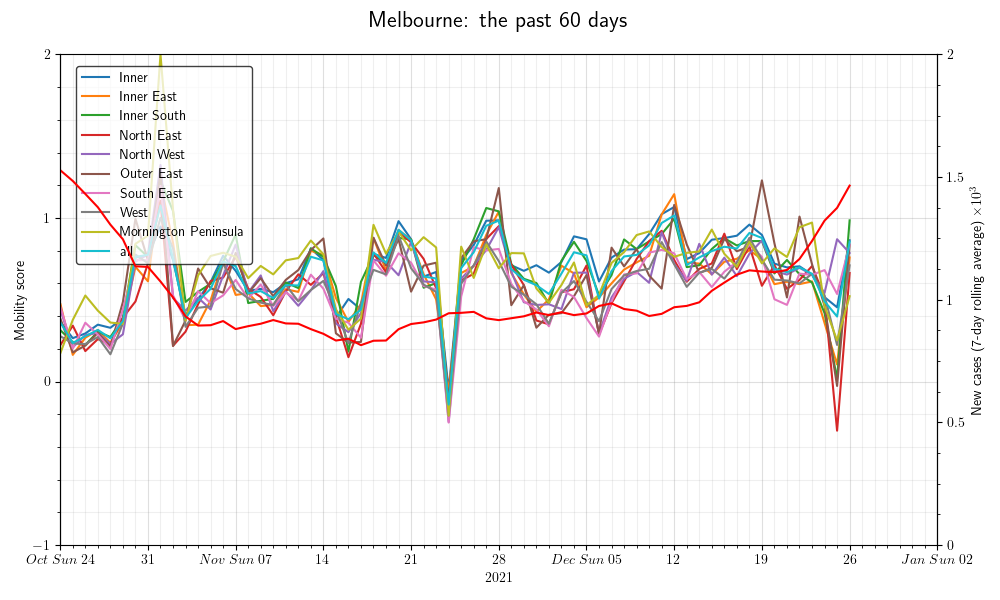 Melbourne: the past 60 days
Mobility score
2
1
0
−1
Inner
Inner East
Inner South
North East
North West
Outer East
South East
West
Mornington Peninsula
all
2
1.5
1
0.5
0
New cases (7-day rolling average) ×10³
Oct Sun 24
31
Nov Sun 07
14
21
28
Dec Sun 05
12
19
26
Jan Sun 02
2021